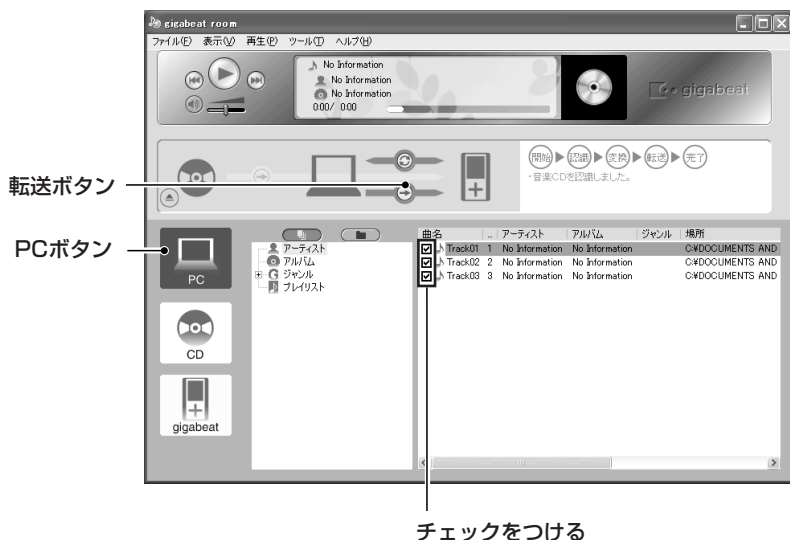 gigabeat room
ファイル(F) 表示(V) 再生(P) ツール(T) ヘルプ(H)
No Information
No Information
No Information
0:00/ 0:00
gigabeat
開始 認識 変換 転送 完了
・音楽CDを認識しました。
転送ボタン
PCボタン
PC
CD
gigabeat
アーティスト
アルバム
G ジャンル
プレイリスト
曲名 .. アーティスト アルバム ジャンル 場所
Track01 1 No Information No Information C:¥DOCUMENTS AND
Track02 2 No Information No Information C:¥DOCUMENTS AND
Track03 3 No Information No Information C:¥DOCUMENTS AND
チェックをつける